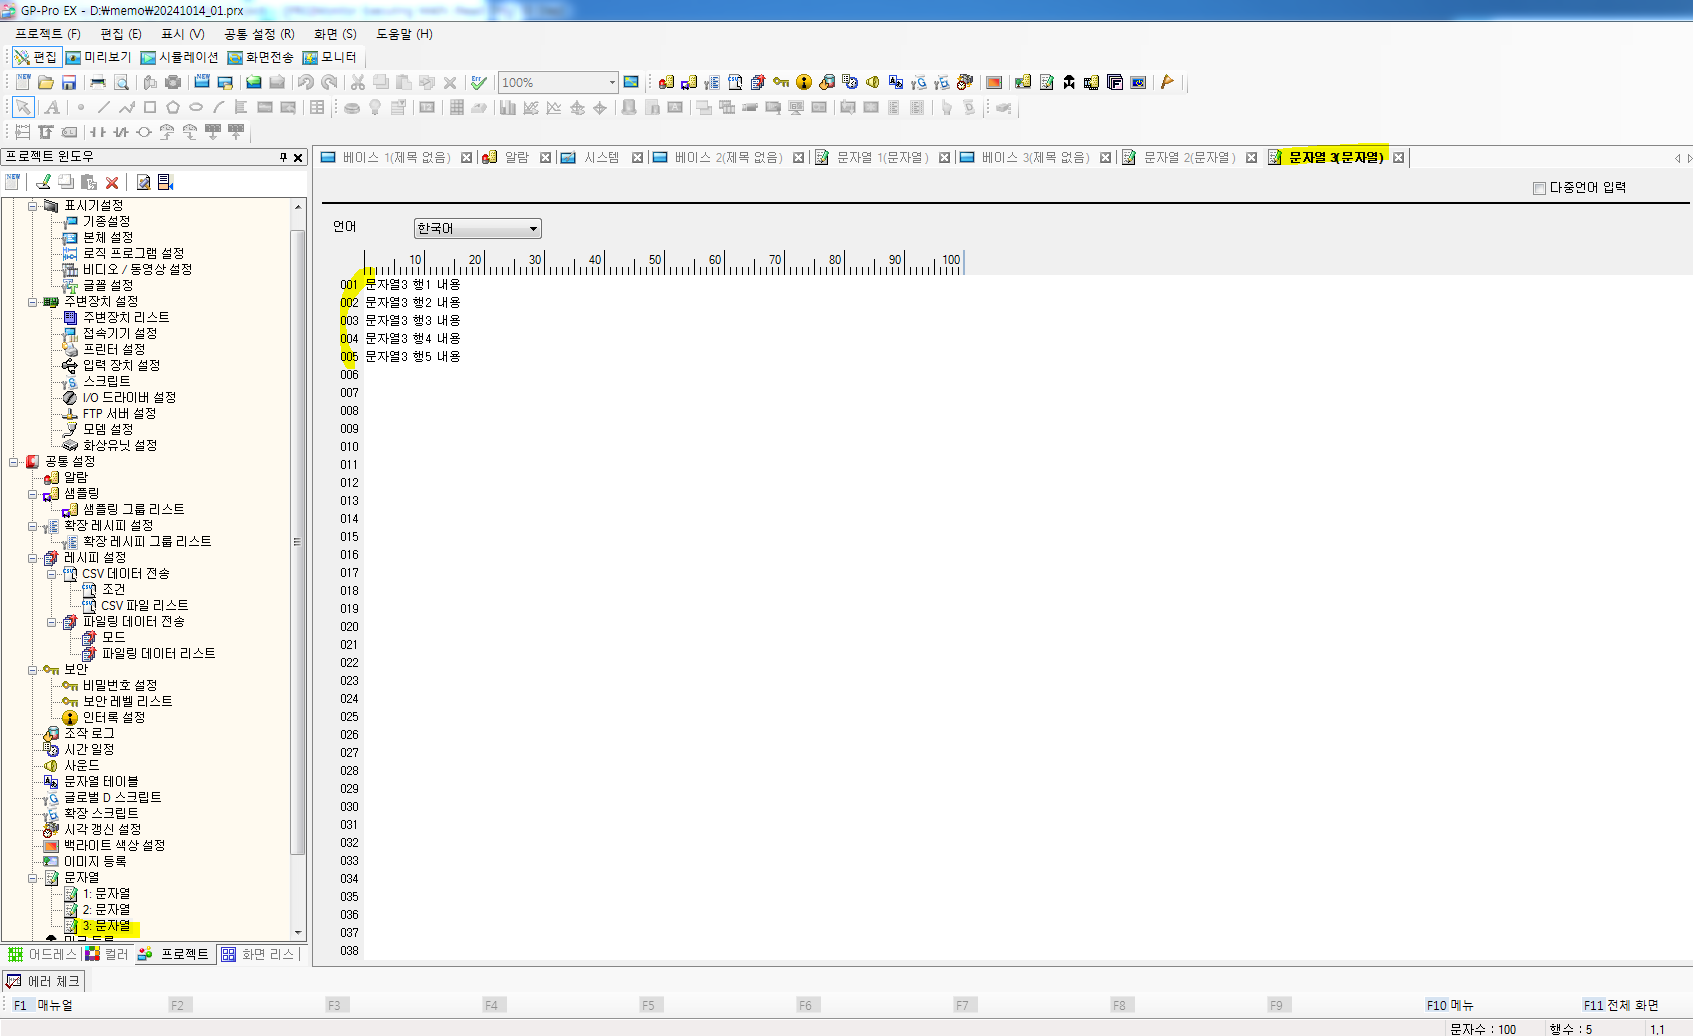 GP-Pro EX - D:₩memo₩20241014_01.prx
프로젝트 (F) 편집 (E) 표시 (V) 공통 설정 (R) 화면 (S) 도움말 (H)
편집 미리보기 시뮬레이션 화면전송 모니터
100%
프로젝트 윈도우
베이스 1(제목 없음) 알람 시스템 베이스 2(제목 없음) 문자열 1(문자열) 베이스 3(제목 없음) 문자열 2(문자열) 문자열 3(문자열)
다중언어 입력
언어 한국어
10 20 30 40 50 60 70 80 90 100
001 문자열3 행1 내용
002 문자열3 행2 내용
003 문자열3 행3 내용
004 문자열3 행4 내용
005 문자열3 행5 내용
006
007
008
009
010
011
012
013
014
015
016
017
018
019
020
021
022
023
024
025
026
027
028
029
030
031
032
033
034
035
036
037
038
표시기설정
기종설정
본체 설정
로직 프로그램 설정
비디오 / 동영상 설정
글꼴 설정
주변장치 설정
주변장치 리스트
접속기기 설정
프린터 설정
입력 장치 설정
스크립트
I/O 드라이버 설정
FTP 서버 설정
모뎀 설정
화상유닛 설정
공통 설정
알람
샘플링
샘플링 그룹 리스트
확장 레시피 설정
확장 레시피 그룹 리스트
레시피 설정
CSV 데이터 전송
조건
CSV 파일 리스트
파일링 데이터 전송
모드
파일링 데이터 리스트
보안
비밀번호 설정
보안 레벨 리스트
인터록 설정
조작 로그
시간 일정
사운드
문자열 테이블
글로벌 D 스크립트
확장 스크립트
시각 갱신 설정
백라이트 색상 설정
이미지 등록
문자열
1: 문자열
2: 문자열
3: 문자열
어드레스 컬러 프로젝트 화면 리스
에러 체크
F1 매뉴얼 F2 F3 F4 F5 F6 F7 F8 F9 F10 메뉴 F11 전체 화면
문자수 : 100 행수 : 5 1,1